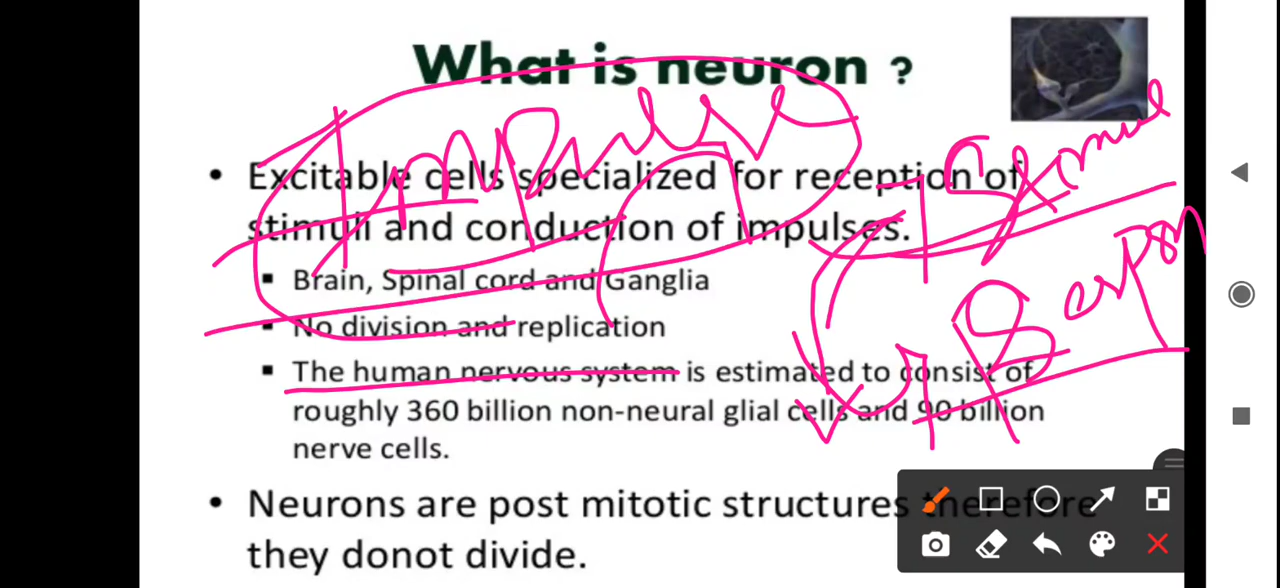 What is neuron ?
• Excitable cells specialized for reception of
stimuli and conduction of impulses.
▪ Brain, Spinal cord and Ganglia
▪ No division and replication
▪ The human nervous system is estimated to consist of
roughly 360 billion non-neural glial cells and 90 billion
nerve cells.
• Neurons are post mitotic structures therefore
they donot divide.
Impulse